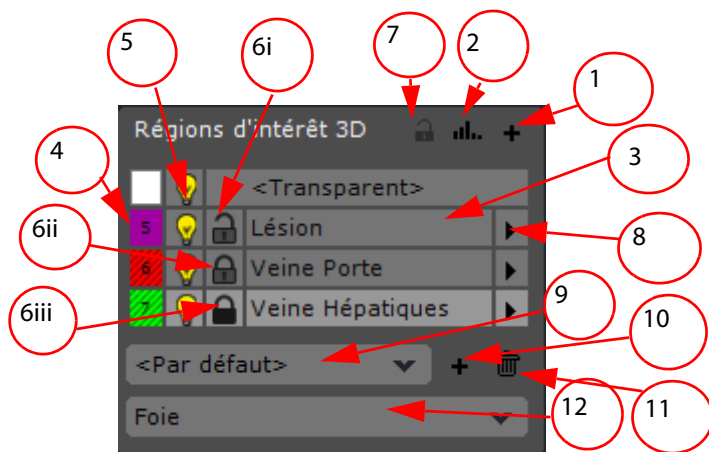 5
6i
7
2
1
Régions d'intérêt 3D
4
3
<Transparent>
5 Lésion
6ii
8
6 Veine Porte
6iii
7 Veine Hépatiques
9
10
<Par défaut>
12
11
Foie